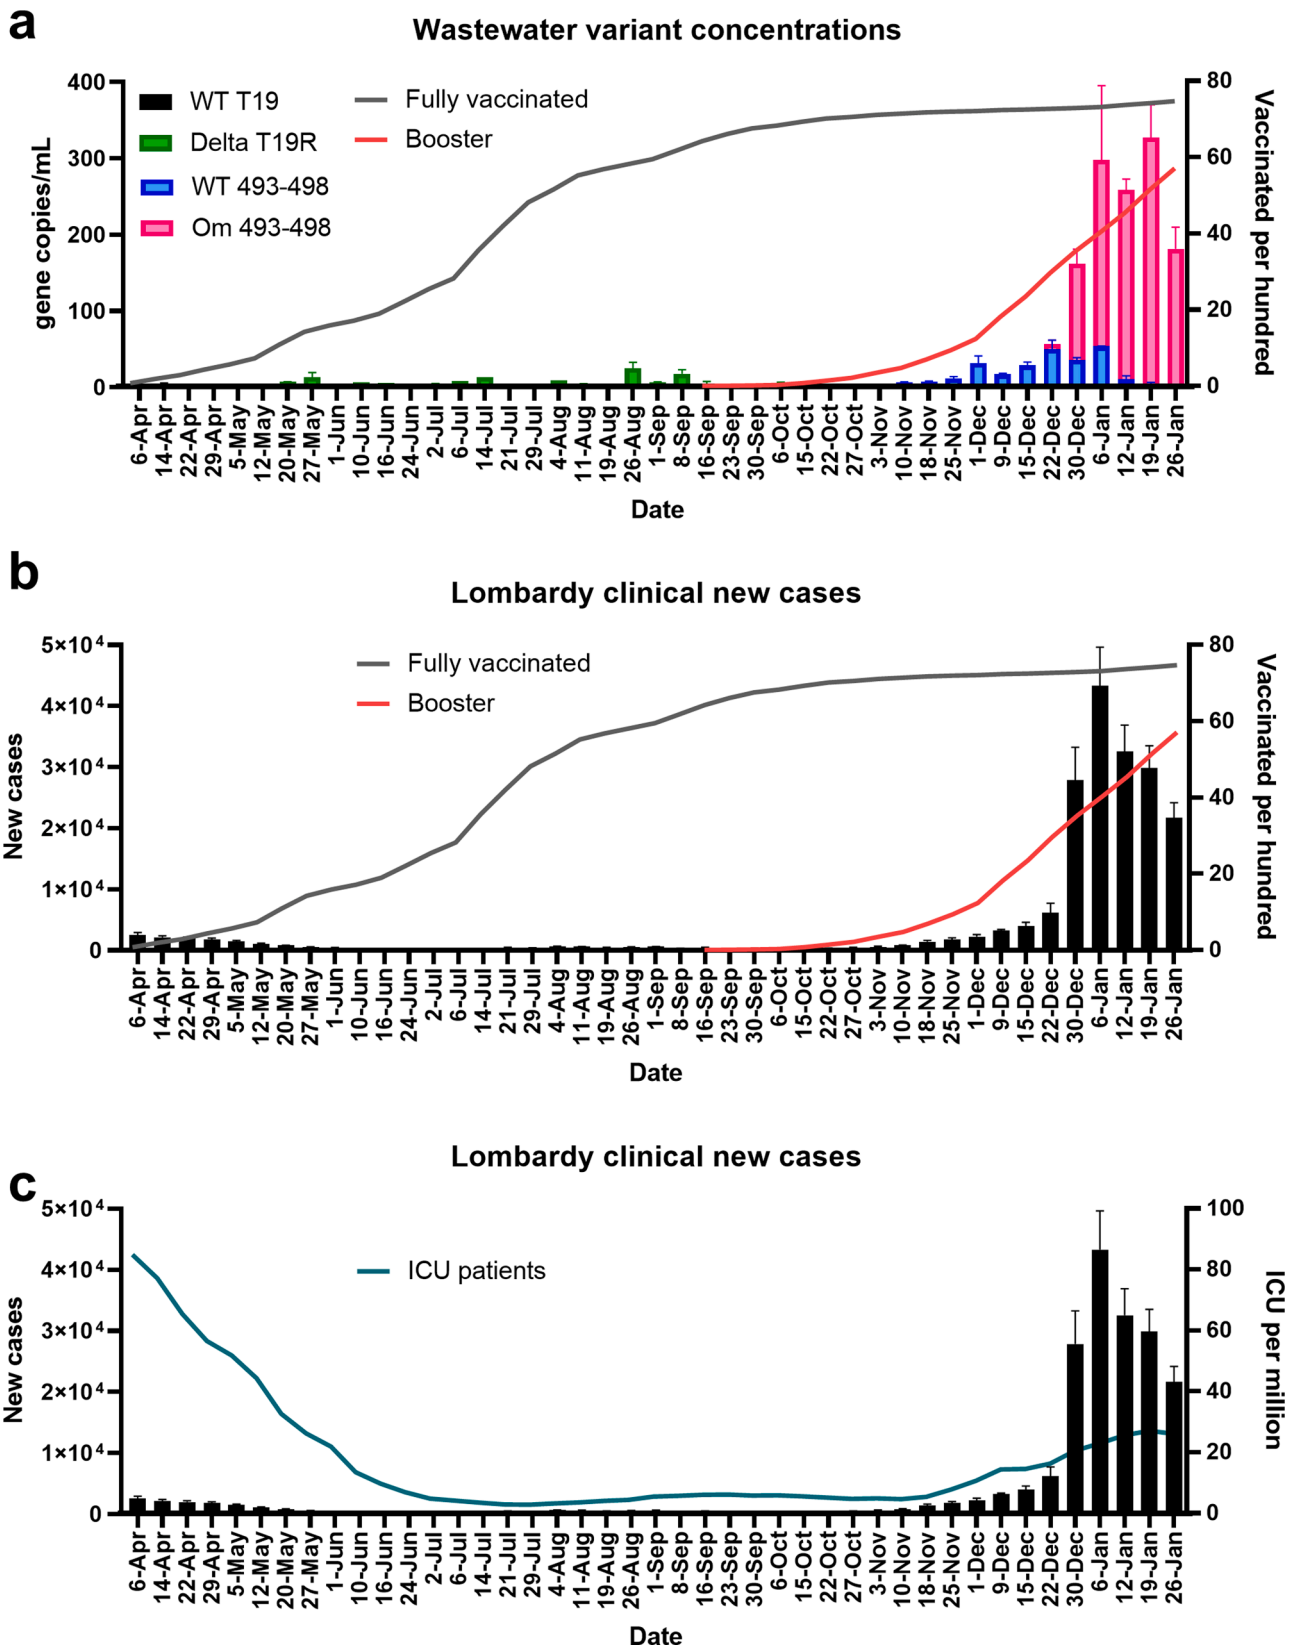 a
Wastewater variant concentrations
400
300
200
100
0
gene copies/mL
WT T19
Delta T19R
WT 493-498
Om 493-498
Fully vaccinated
Booster
80
60
40
20
0
Vaccinated per hundred
6-Apr
14-Apr
22-Apr
29-Apr
5-May
12-May
20-May
27-May
1-Jun
10-Jun
16-Jun
24-Jun
2-Jul
6-Jul
14-Jul
21-Jul
29-Jul
4-Aug
11-Aug
19-Aug
26-Aug
1-Sep
8-Sep
16-Sep
23-Sep
30-Sep
6-Oct
15-Oct
22-Oct
27-Oct
3-Nov
10-Nov
18-Nov
25-Nov
1-Dec
9-Dec
15-Dec
22-Dec
30-Dec
6-Jan
12-Jan
19-Jan
26-Jan
Date
b
Lombardy clinical new cases
5×10⁴
4×10⁴
3×10⁴
2×10⁴
1×10⁴
0
New cases
Fully vaccinated
Booster
80
60
40
20
0
Vaccinated per hundred
6-Apr
14-Apr
22-Apr
29-Apr
5-May
12-May
20-May
27-May
1-Jun
10-Jun
16-Jun
24-Jun
2-Jul
6-Jul
14-Jul
21-Jul
29-Jul
4-Aug
11-Aug
19-Aug
26-Aug
1-Sep
8-Sep
16-Sep
23-Sep
30-Sep
6-Oct
15-Oct
22-Oct
27-Oct
3-Nov
10-Nov
18-Nov
25-Nov
1-Dec
9-Dec
15-Dec
22-Dec
30-Dec
6-Jan
12-Jan
19-Jan
26-Jan
Date
c
Lombardy clinical new cases
5×10⁴
4×10⁴
3×10⁴
2×10⁴
1×10⁴
0
New cases
ICU patients
100
80
60
40
20
0
ICU per million
6-Apr
14-Apr
22-Apr
29-Apr
5-May
12-May
20-May
27-May
1-Jun
10-Jun
16-Jun
24-Jun
2-Jul
6-Jul
14-Jul
21-Jul
29-Jul
4-Aug
11-Aug
19-Aug
26-Aug
1-Sep
8-Sep
16-Sep
23-Sep
30-Sep
6-Oct
15-Oct
22-Oct
27-Oct
3-Nov
10-Nov
18-Nov
25-Nov
1-Dec
9-Dec
15-Dec
22-Dec
30-Dec
6-Jan
12-Jan
19-Jan
26-Jan
Date